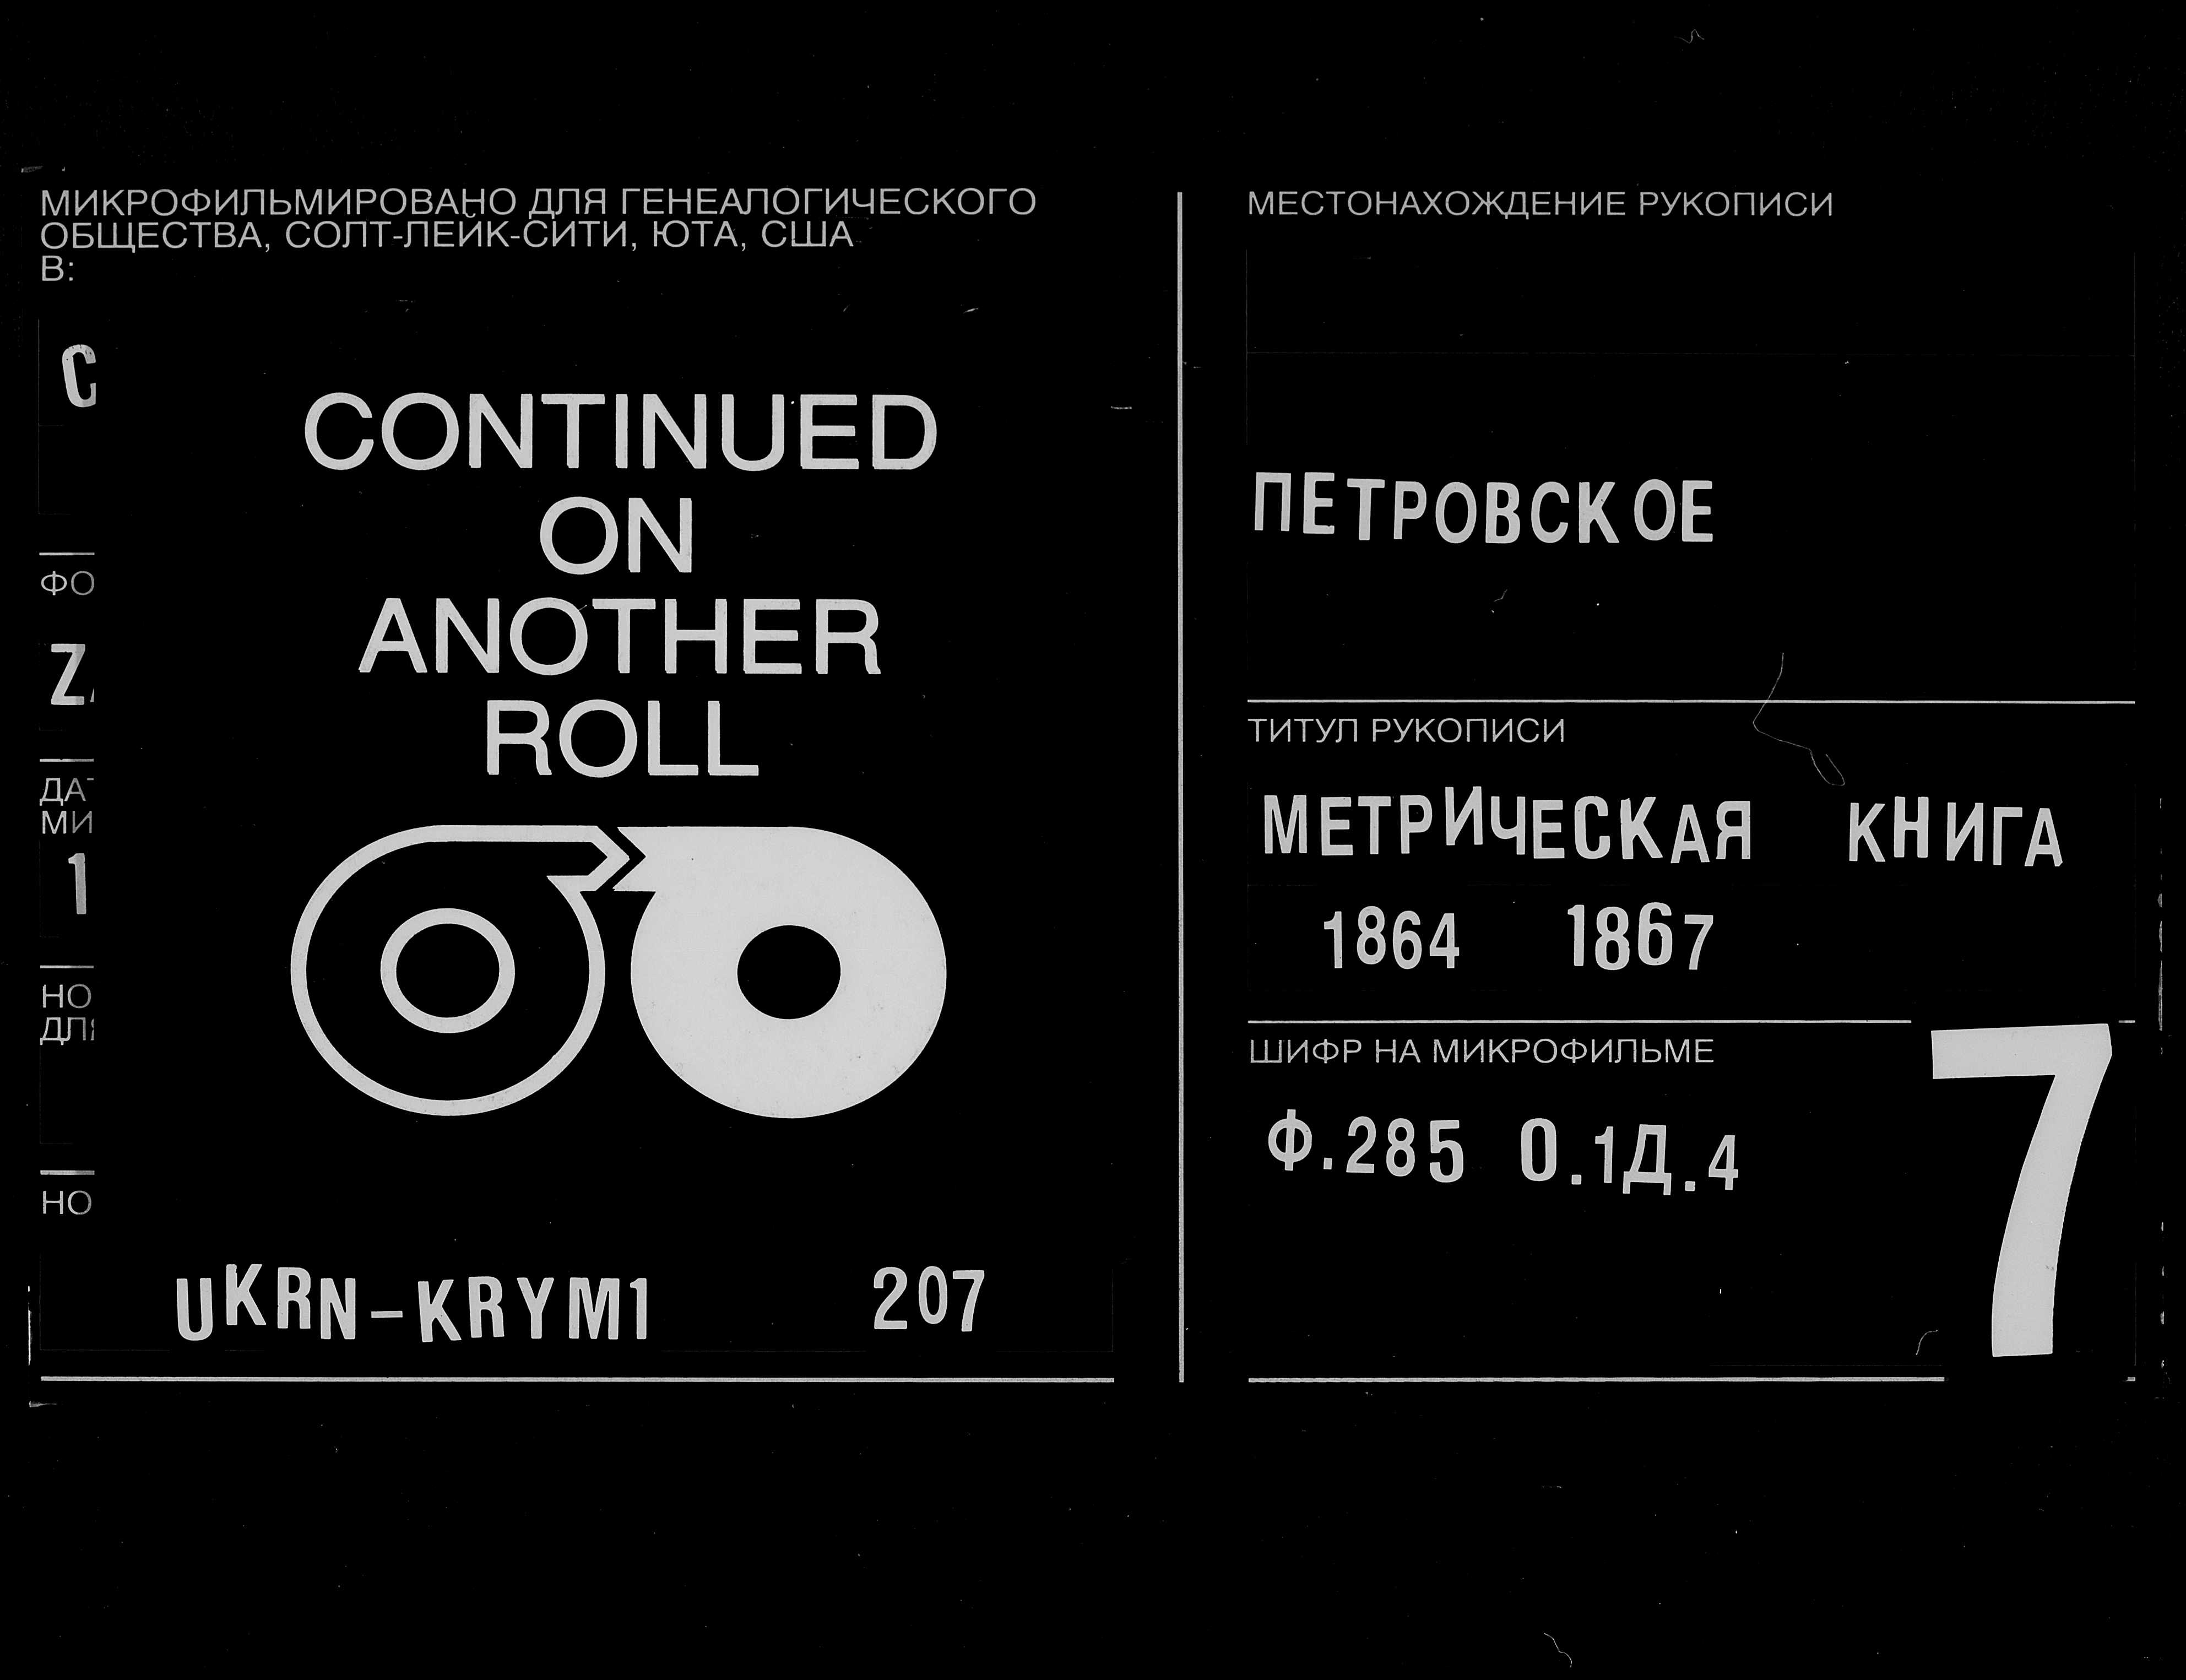 МИКРОФИЛЬМИРОВАНО ДЛЯ ГЕНЕАЛОГИЧЕСКОГО
ОБЩЕСТВА, СОЛТ-ЛЕЙК-СИТИ, ЮТА, США
В:
CONTINUED
ON
ANOTHER
ROLL
UKRN-KRYM1 207
МЕСТОНАХОЖДЕНИЕ РУКОПИСИ
ПЕТРОВСКОЕ
ТИТУЛ РУКОПИСИ
МЕТРИЧЕСКАЯ КНИГА
1864 1867
ШИФР НА МИКРОФИЛЬМЕ
Ф.285 О.1Д.4
7